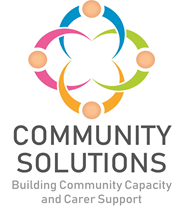 COMMUNITY
SOLUTIONS
Building Community Capacity
and Carer Support